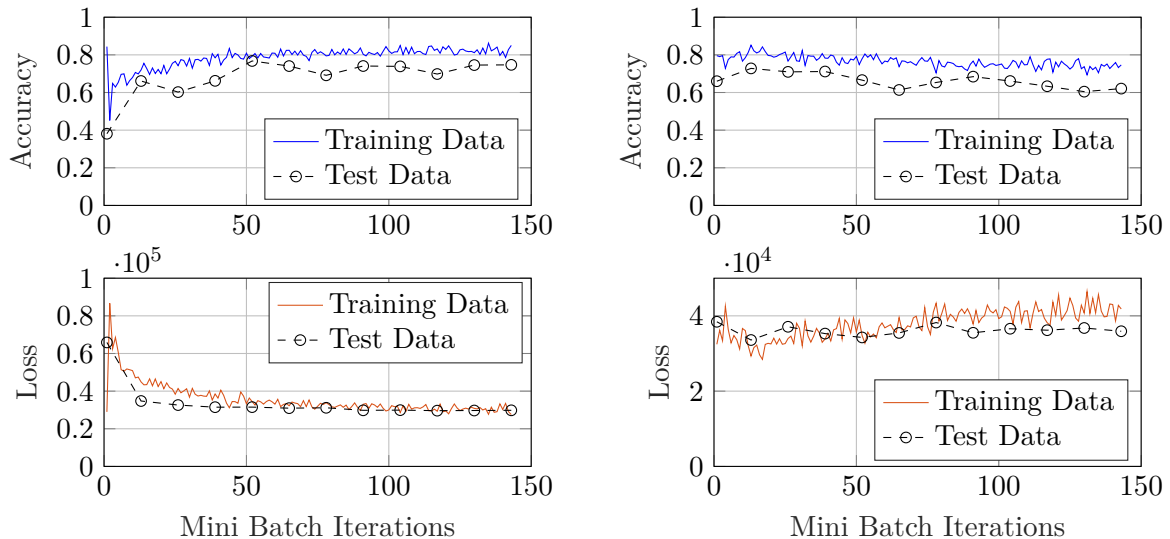 1
0.8
0.6
0.4
0.2
0
Accuracy
Training Data
Test Data
0 50 100 150
1
0.8
0.6
0.4
0.2
0
Accuracy
Training Data
Test Data
0 50 100 150
·10^5
1
0.8
0.6
0.4
0.2
0
Loss
Training Data
Test Data
0 50 100 150
Mini Batch Iterations
·10^4
4
2
0
Loss
Training Data
Test Data
0 50 100 150
Mini Batch Iterations